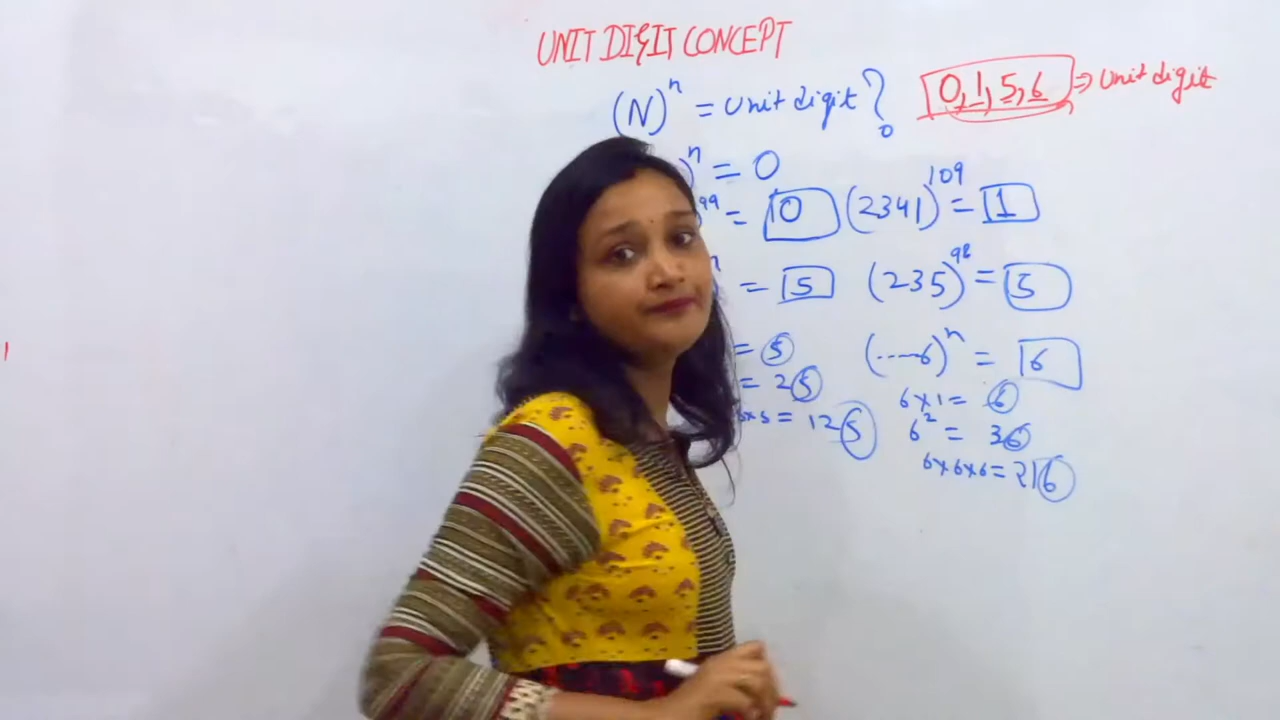 UNIT DIGIT CONCEPT
(N)^n = Unit digit ? 0, 1, 5, 6 ⇒ Unit digit
)^n = 0
99 = 0 (2341)^109 = 1
= 5 (235)^98 = 5
= 5 (----6)^n = 6
= 25 6×1 = 6
×5 = 125 6^2 = 36
6×6×6 = 216